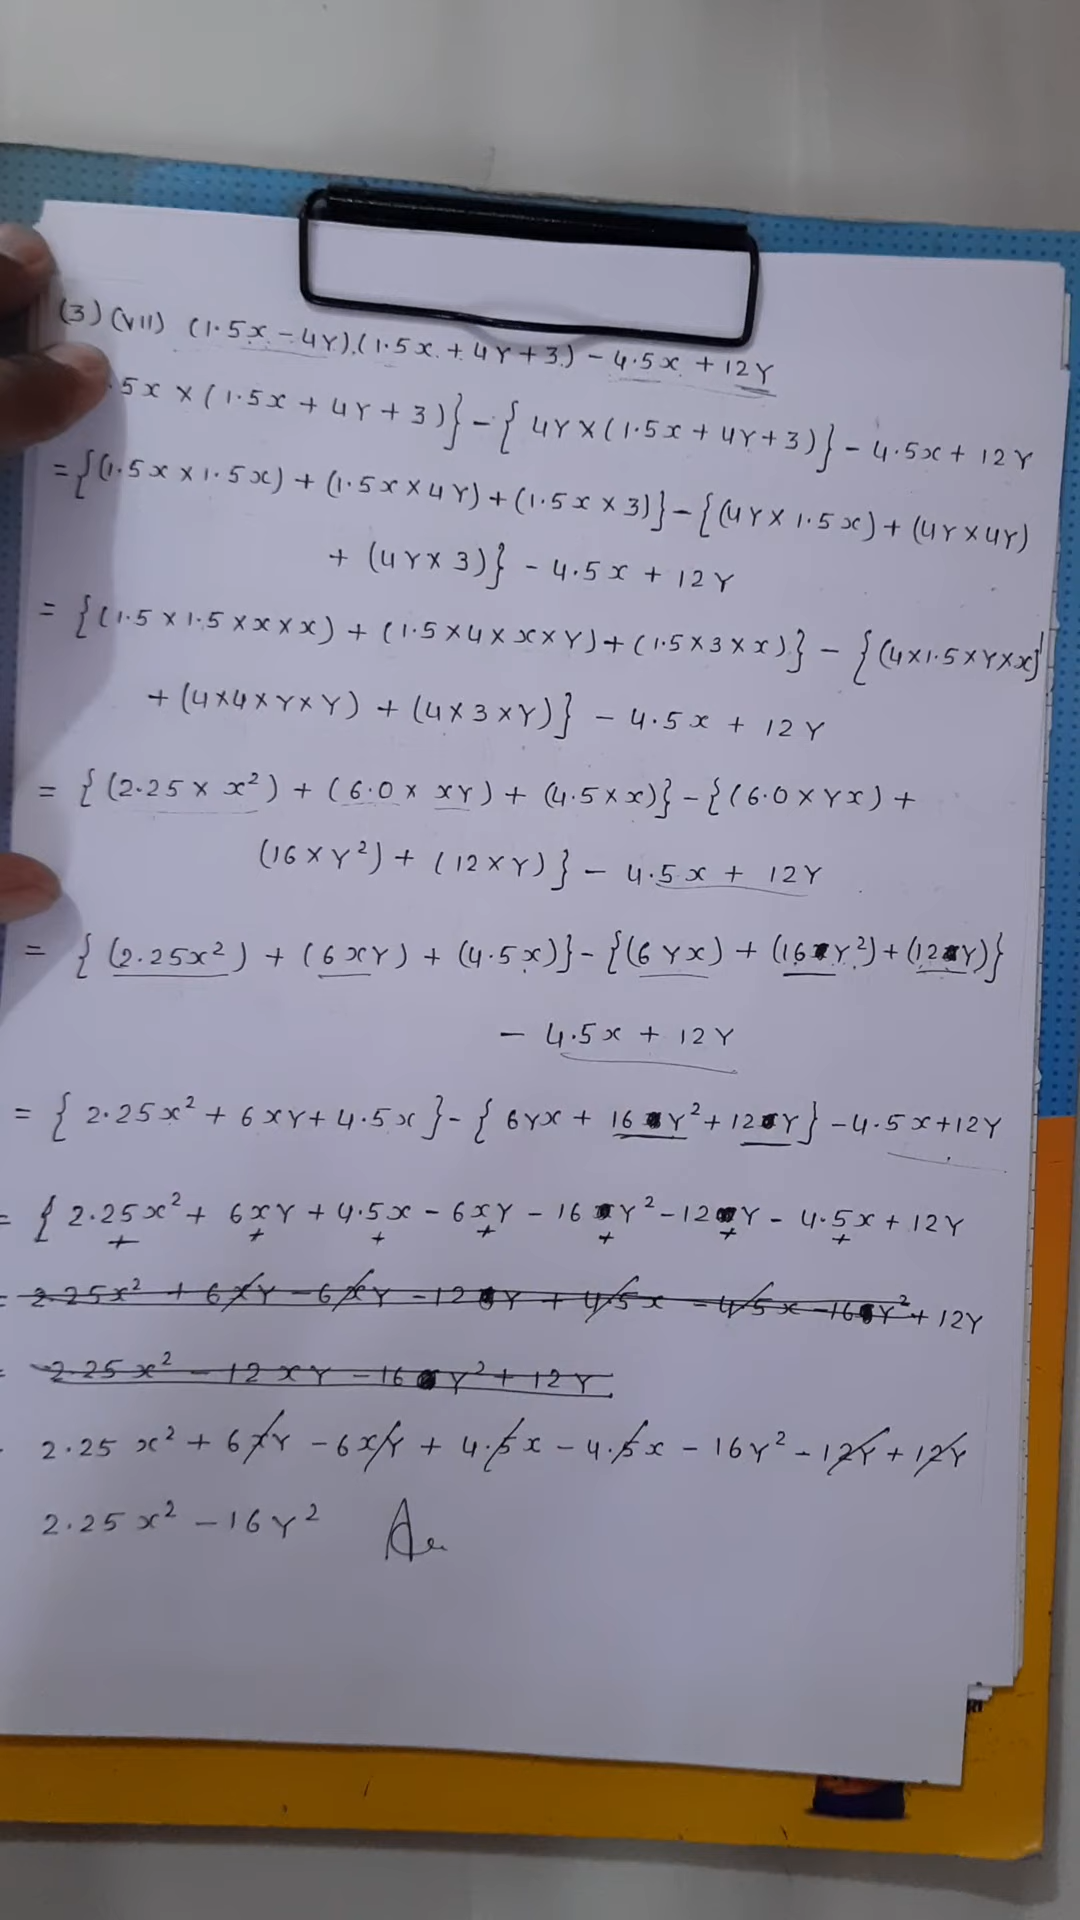 (3) (VII) (1.5x - 4Y).(1.5x + 4Y + 3) - 4.5x + 12Y
.5x × (1.5x + 4Y + 3)} - { 4Y × (1.5x + 4Y + 3)} - 4.5x + 12Y
= {(1.5x × 1.5x) + (1.5x × 4Y) + (1.5x × 3)} - {(4Y × 1.5x) + (4Y × 4Y)
+ (4Y × 3)} - 4.5x + 12Y
= {(1.5 × 1.5 × x × x) + (1.5 × 4 × x × Y) + (1.5 × 3 × x)} - {(4×1.5×Y×x)
+ (4×4×Y×Y) + (4×3×Y)} - 4.5x + 12Y
= {(2.25 × x²) + (6.0 × xY) + (4.5 × x)} - {(6.0 × Yx) +
(16×Y²) + (12×Y)} - 4.5x + 12Y
= {(2.25x²) + (6xY) + (4.5x)} - {(6Yx) + (16Y²) + (12Y)}
- 4.5x + 12Y
= { 2.25x² + 6xY + 4.5x } - { 6Yx + 16Y² + 12Y} - 4.5x + 12Y
= { 2.25x² + 6xY + 4.5x - 6xY - 16Y² - 12Y - 4.5x + 12Y
= 2.25x² + 6xY - 6xY - 12Y + 4.5x - 4.5x - 16Y² + 12Y
= 2.25x² - 12xY - 16Y² + 12Y
2.25 x² + 6xY - 6xY + 4.5x - 4.5x - 16Y² - 12Y + 12Y
2.25x² - 16Y²